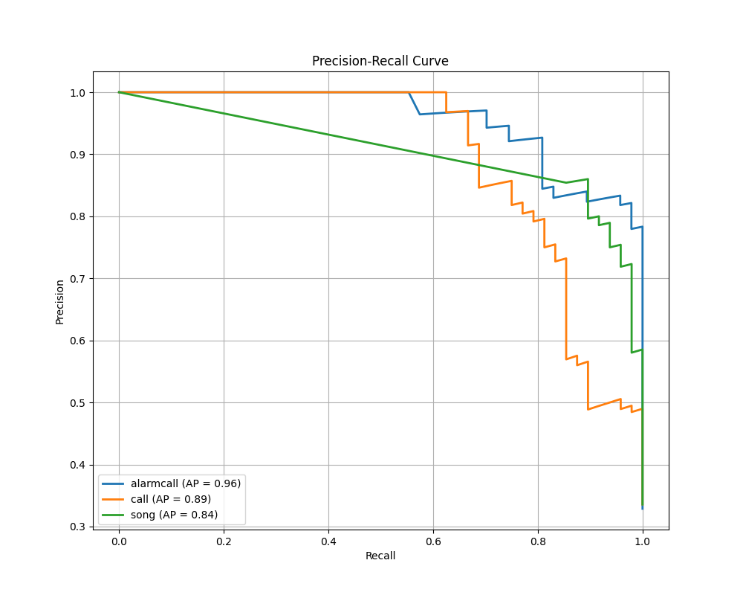 Precision-Recall Curve
1.0
0.9
0.8
0.7
0.6
0.5
0.4
0.3
Precision
alarmcall (AP = 0.96)
call (AP = 0.89)
song (AP = 0.84)
0.0 0.2 0.4 0.6 0.8 1.0
Recall